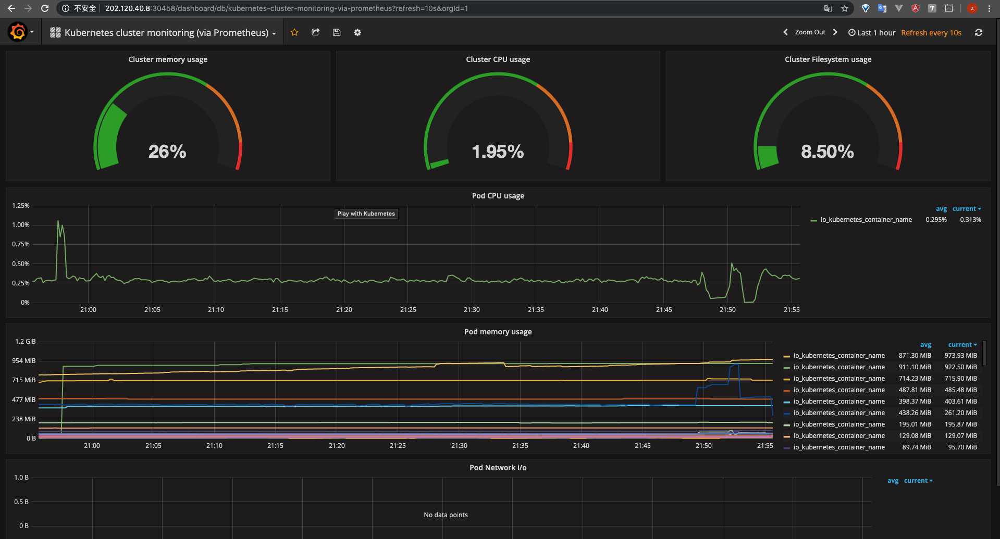 不安全 202.120.40.8:30458/dashboard/db/kubernetes-cluster-monitoring-via-prometheus?refresh=10s&orgId=1
T
z
Kubernetes cluster monitoring (via Prometheus)
Zoom Out
Last 1 hour
Refresh every 10s
Cluster memory usage
26%
Cluster CPU usage
1.95%
Cluster Filesystem usage
8.50%
Pod CPU usage
1.25%
1.00%
0.75%
0.50%
0.25%
0%
Play with Kubernetes
21:00 21:05 21:10 21:15 21:20 21:25 21:30 21:35 21:40 21:45 21:50 21:55
avg current
io_kubernetes_container_name 0.295% 0.313%
Pod memory usage
1.2 GiB
954 MiB
715 MiB
477 MiB
238 MiB
0 B
21:00 21:05 21:10 21:15 21:20 21:25 21:30 21:35 21:40 21:45 21:50 21:55
avg current
io_kubernetes_container_name 871.30 MiB 973.93 MiB
io_kubernetes_container_name 911.10 MiB 922.50 MiB
io_kubernetes_container_name 714.23 MiB 715.90 MiB
io_kubernetes_container_name 487.81 MiB 485.48 MiB
io_kubernetes_container_name 398.37 MiB 403.61 MiB
io_kubernetes_container_name 438.26 MiB 261.20 MiB
io_kubernetes_container_name 195.01 MiB 195.87 MiB
io_kubernetes_container_name 129.08 MiB 129.07 MiB
io_kubernetes_container_name 89.74 MiB 95.70 MiB
Pod Network i/o
1.0 B
0.5 B
0 B
No data points
avg current